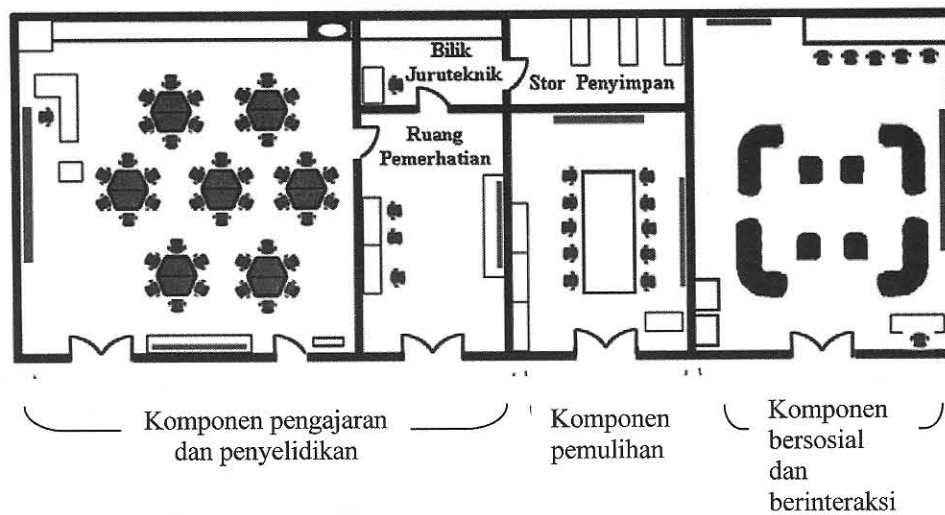 Bilik
Juruteknik
Stor Penyimpan
Ruang
Pemerhatian
Komponen pengajaran
dan penyelidikan
Komponen
pemulihan
Komponen
bersosial
dan
berinteraksi